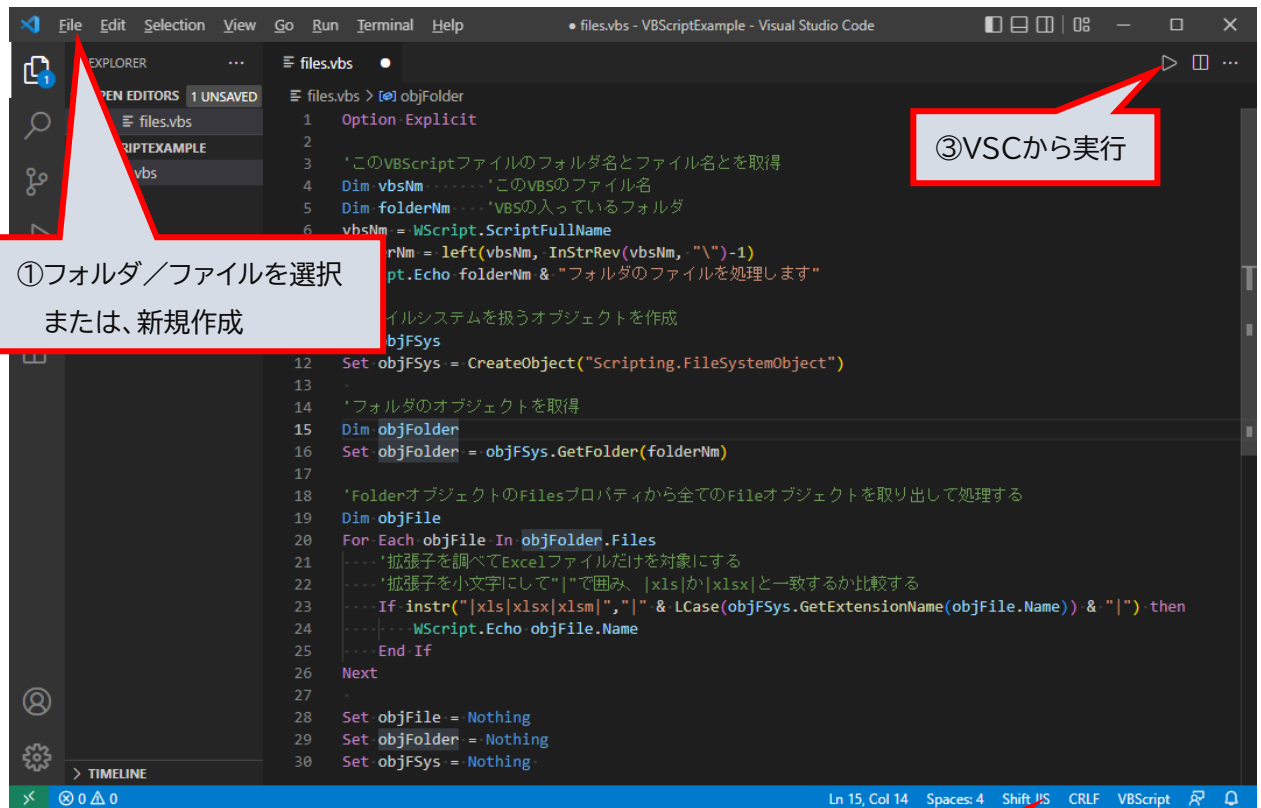 File Edit Selection View Go Run Terminal Help
● files.vbs - VBScriptExample - Visual Studio Code
EXPLORER
files.vbs
1
PEN EDITORS 1 UNSAVED
files.vbs > objFolder
files.vbs
RIPTEXAMPLE
vbs
1 Option Explicit
2
3 'このVBScriptファイルのフォルダ名とファイル名とを取得
4 Dim vbsNm 'このVBSのファイル名
5 Dim folderNm 'VBSの入っているフォルダ
6 vbsNm = WScript.ScriptFullName
erNm = left(vbsNm, InStrRev(vbsNm, "\")-1)
pt.Echo folderNm & "フォルダのファイルを処理します"
イルシステムを扱うオブジェクトを作成
objFSys
12 Set objFSys = CreateObject("Scripting.FileSystemObject")
13
14 'フォルダのオブジェクトを取得
15 Dim objFolder
16 Set objFolder = objFSys.GetFolder(folderNm)
17
18 'FolderオブジェクトのFilesプロパティから全てのFileオブジェクトを取り出して処理する
19 Dim objFile
20 For Each objFile In objFolder.Files
21 '拡張子を調べてExcelファイルだけを対象にする
22 '拡張子を小文字にして"|"で囲み、|xls|か|xlsx|と一致するか比較する
23 If instr("|xls|xlsx|xlsm|","|" & LCase(objFSys.GetExtensionName(objFile.Name)) & "|") then
24 WScript.Echo objFile.Name
25 End If
26 Next
27
28 Set objFile = Nothing
29 Set objFolder = Nothing
30 Set objFSys = Nothing
①フォルダ／ファイルを選択
または、新規作成
③VSCから実行
TIMELINE
0 0
Ln 15, Col 14 Spaces: 4 Shift JIS CRLF VBScript